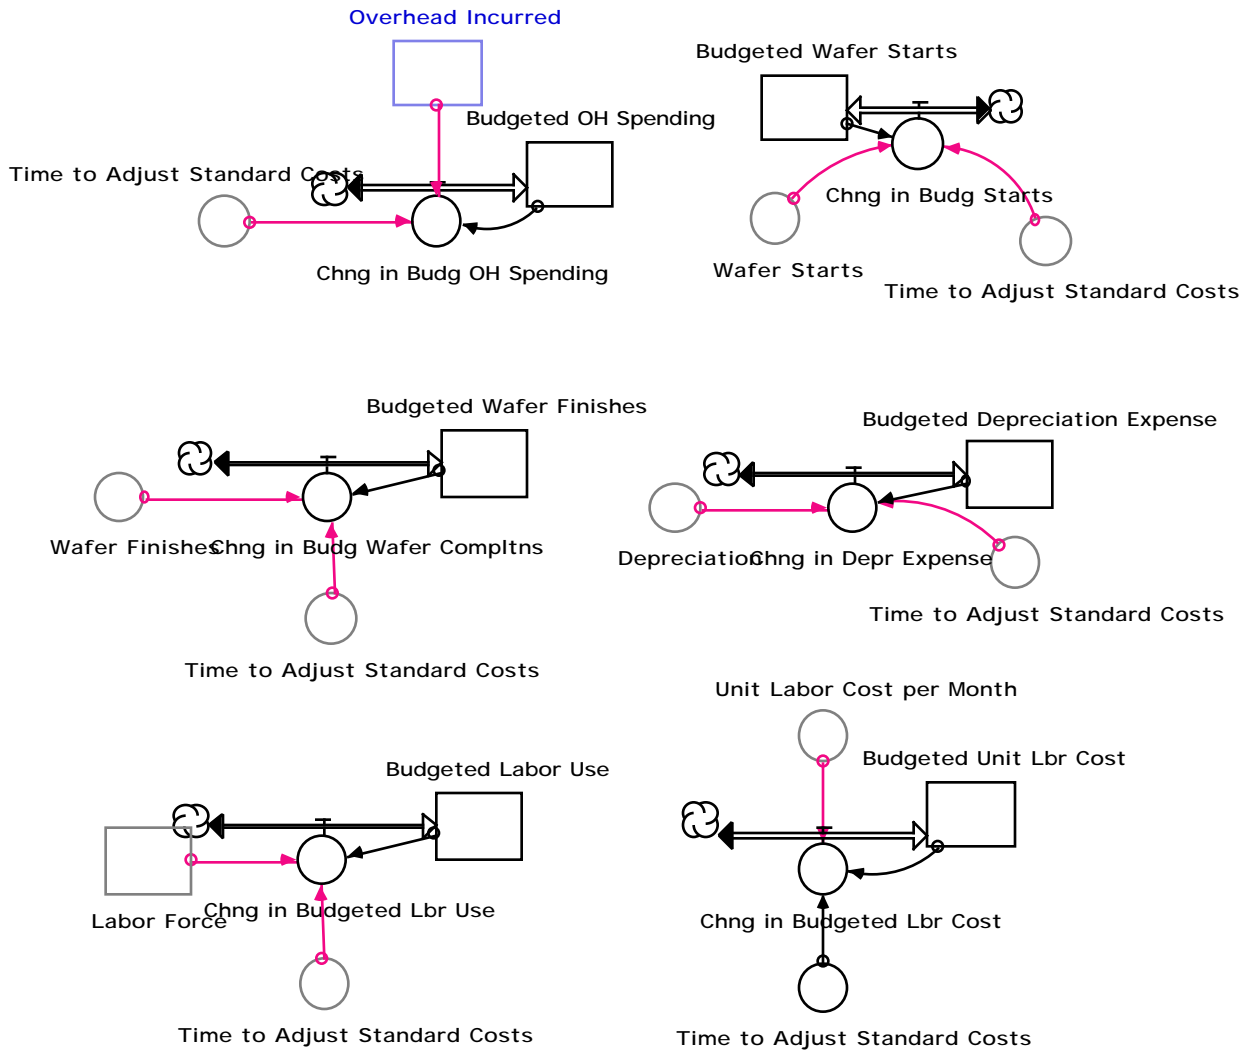 Overhead Incurred
Budgeted Wafer Starts
Budgeted OH Spending
Time to Adjust Standard Costs
Chng in Budg Starts
Chng in Budg OH Spending
Wafer Starts
Time to Adjust Standard Costs
Budgeted Wafer Finishes
Budgeted Depreciation Expense
Wafer Finishes
Chng in Budg Wafer Compltns
Depreciation
Chng in Depr Expense
Time to Adjust Standard Costs
Time to Adjust Standard Costs
Unit Labor Cost per Month
Budgeted Labor Use
Budgeted Unit Lbr Cost
Labor Force
Chng in Budgeted Lbr Use
Chng in Budgeted Lbr Cost
Time to Adjust Standard Costs
Time to Adjust Standard Costs